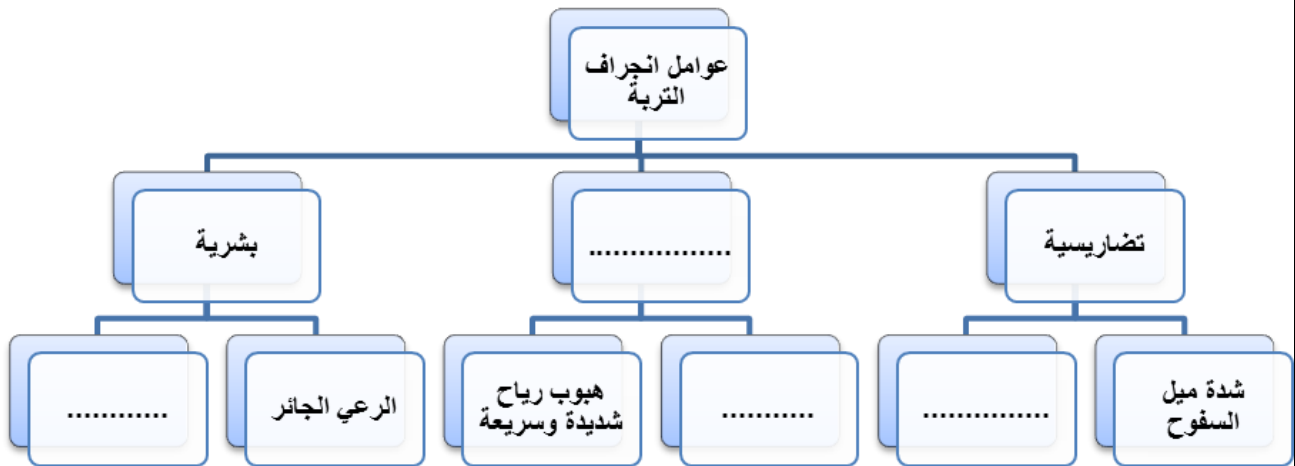 عوامل انجراف
التربة
تضاريسية
.................
بشرية
شدة ميل
السفوح
...............
...........
هبوب رياح
شديدة وسريعة
الرعي الجائر
............